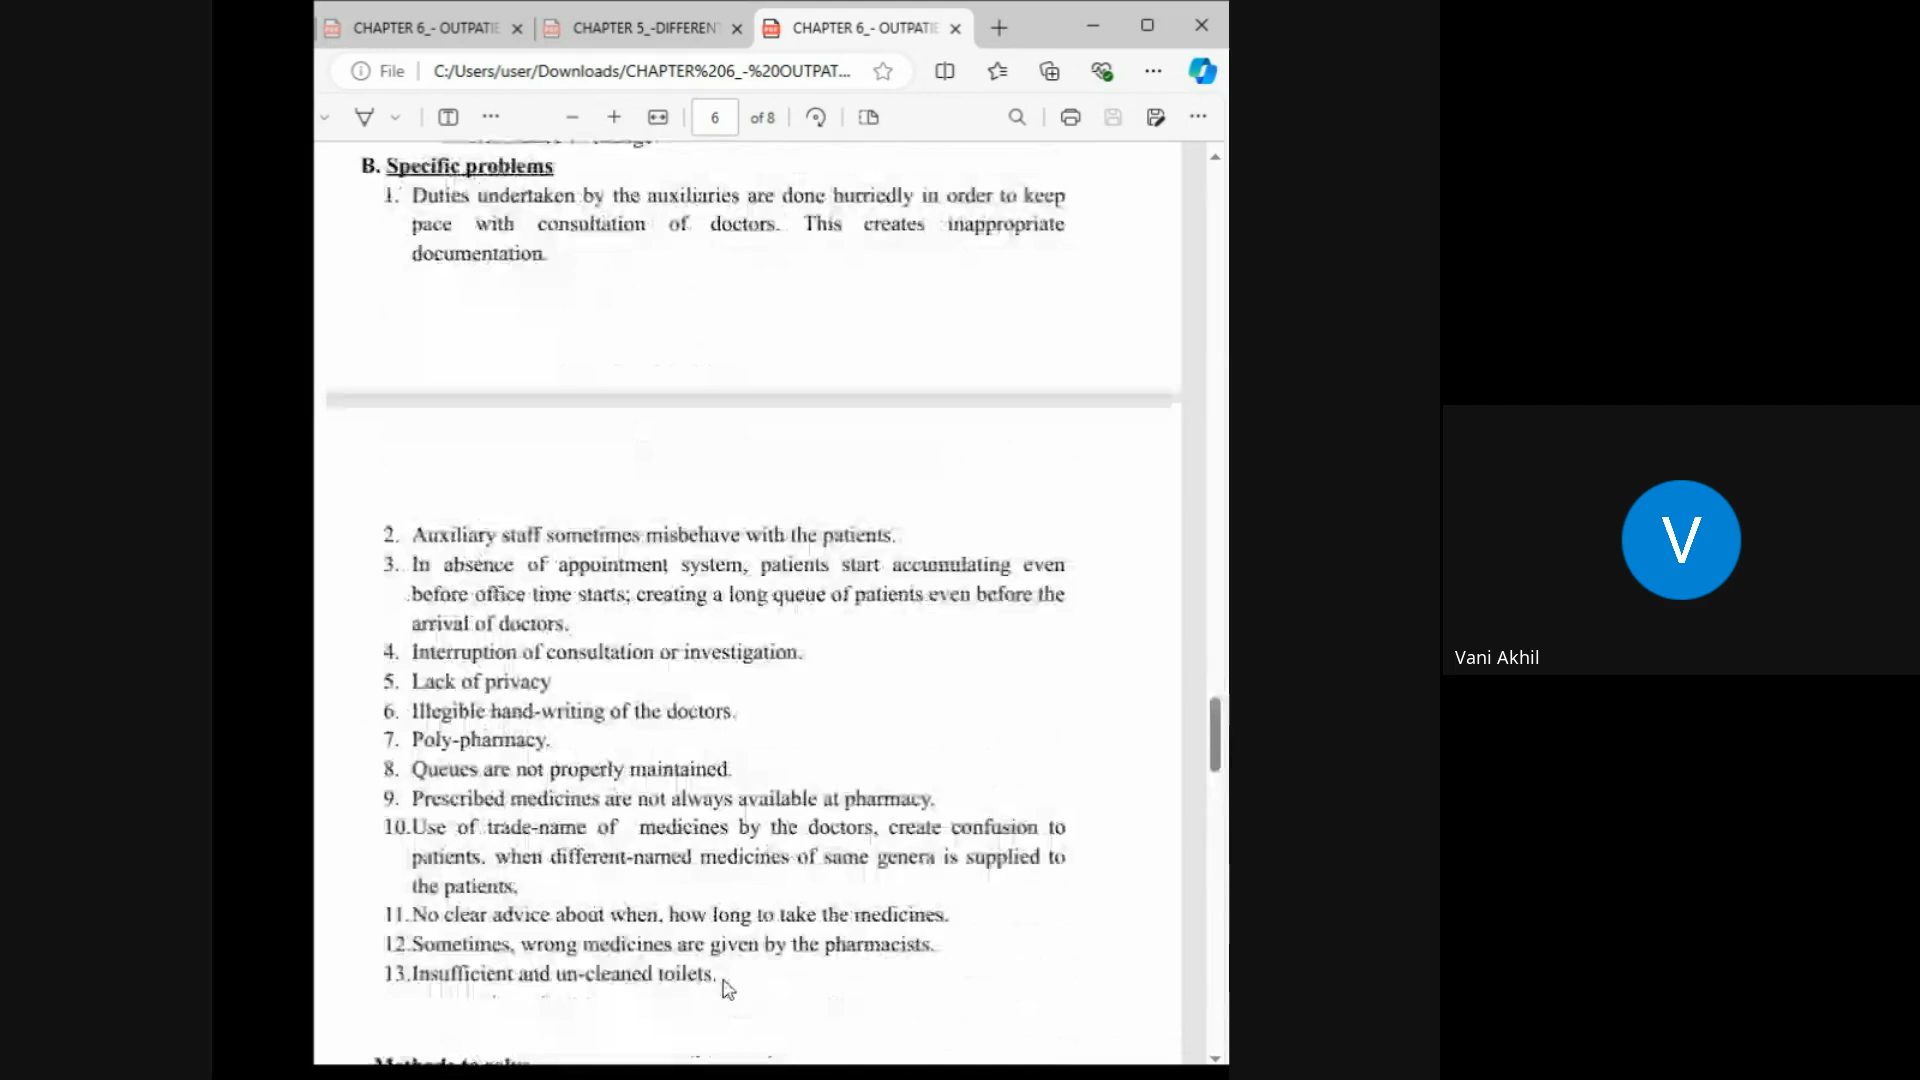 CHAPTER 6_- OUTPATIE
CHAPTER 5_-DIFFEREN
CHAPTER 6_- OUTPATIE
File
C:/Users/user/Downloads/CHAPTER%206_-%20OUTPAT...
6 of 8
B. Specific problems
1. Duties undertaken by the auxiliaries are done hurriedly in order to keep
pace with consultation of doctors. This creates inappropriate
documentation.
2. Auxiliary staff sometimes misbehave with the patients.
3. In absence of appointment system, patients start accumulating even
before office time starts; creating a long queue of patients even before the
arrival of doctors.
4. Interruption of consultation or investigation.
5. Lack of privacy
6. Illegible hand-writing of the doctors.
7. Poly-pharmacy.
8. Queues are not properly maintained.
9. Prescribed medicines are not always available at pharmacy.
10.Use of trade-name of medicines by the doctors, create confusion to
patients. when different-named medicines of same genera is supplied to
the patients.
11.No clear advice about when, how long to take the medicines.
12.Sometimes, wrong medicines are given by the pharmacists.
13.Insufficient and un-cleaned toilets.
V
Vani Akhil